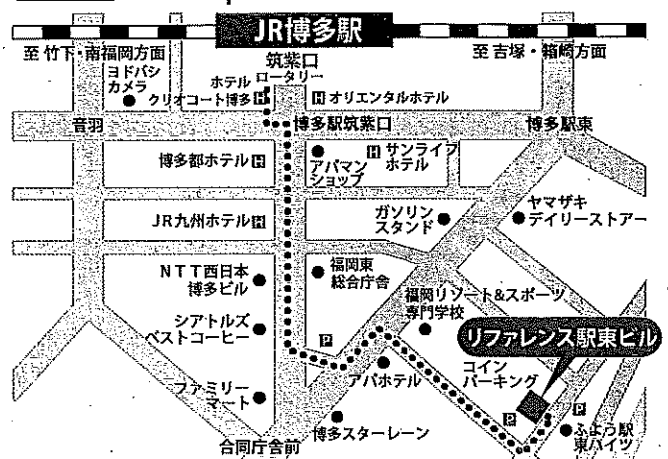 JR博多駅
至 竹下・南福岡方面
至 吉塚・箱崎方面
筑紫口
ロータリー
ヨドバシ
カメラ
ホテル
クリオコート博多 H
H オリエンタルホテル
音羽
博多駅筑紫口
博多駅東
博多都ホテル H
アパマン
ショップ
H サンライフ
ホテル
JR九州ホテル H
ガソリン
スタンド
ヤマザキ
デイリーストアー
NTT西日本
博多ビル
福岡東
総合庁舎
福岡リゾート&スポーツ
専門学校
シアトルズ
ベストコーヒー
P
リファレンス駅東ビル
アパホテル
コイン
パーキング
ファミリー
マート
P
P
博多スターレーン
ふよう駅
東ハイツ
合同庁舎前